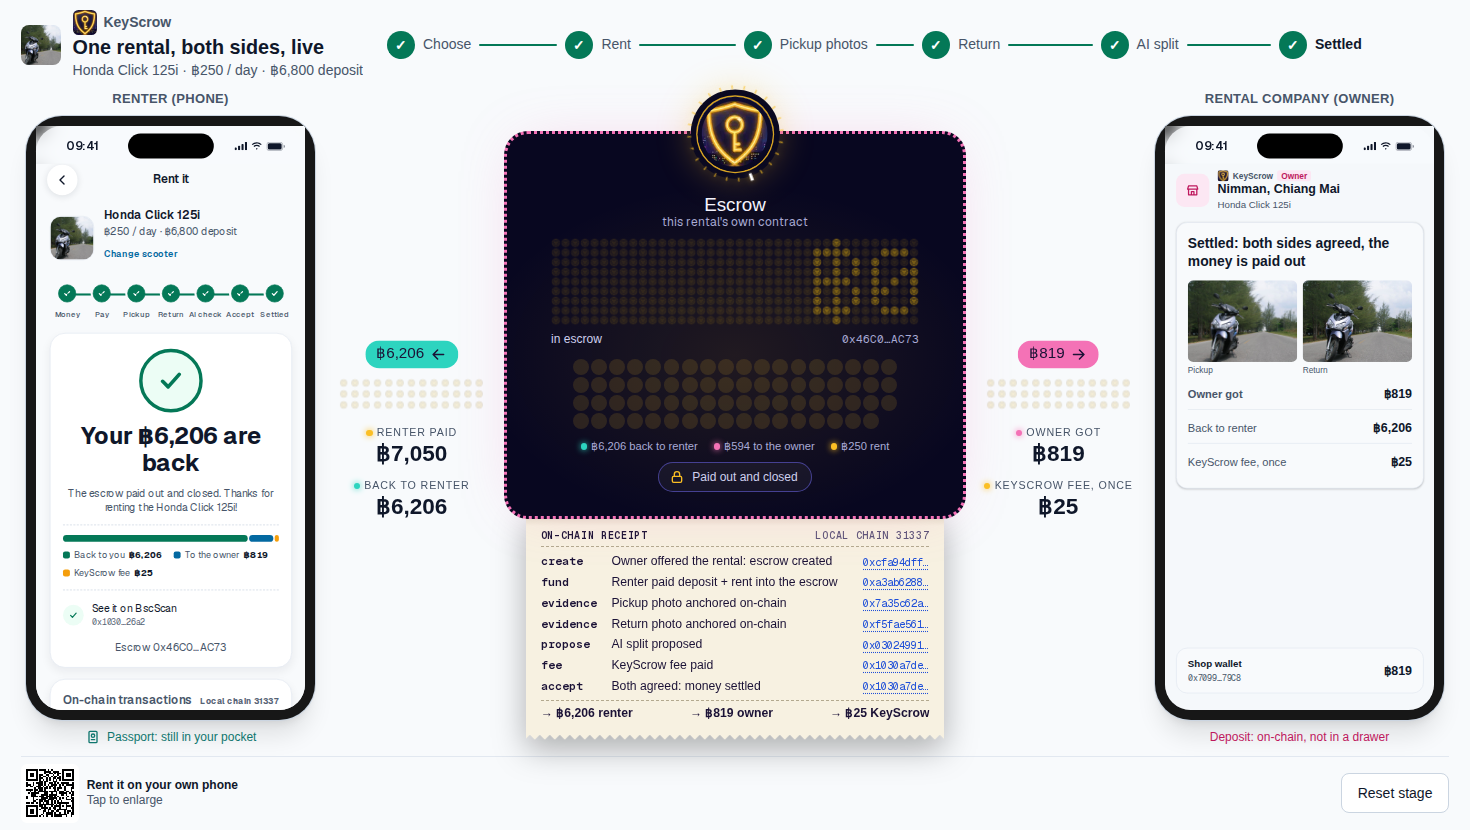 KeyScrow
One rental, both sides, live
Honda Click 125i · ฿250 / day · ฿6,800 deposit
Choose
Rent
Pickup photos
Return
AI split
Settled
RENTER (PHONE)
09:41
Rent it
Honda Click 125i
฿250 / day · ฿6,800 deposit
Change scooter
Money Pay Pickup Return AI check Accept Settled
Your ฿6,206 are
back
The escrow paid out and closed. Thanks for
renting the Honda Click 125i!
Back to you ฿6,206 To the owner ฿819
KeyScrow fee ฿25
See it on BscScan
0x1030…26a2
Escrow 0x46C0…AC73
On-chain transactions Local chain 31337
Passport: still in your pocket
฿6,206 ←
RENTER PAID
฿7,050
BACK TO RENTER
฿6,206
Escrow
this rental's own contract
฿0
in escrow 0x46C0…AC73
฿6,206 back to renter ฿594 to the owner ฿250 rent
Paid out and closed
ON-CHAIN RECEIPT LOCAL CHAIN 31337
create Owner offered the rental: escrow created 0xcfa94dff…
fund Renter paid deposit + rent into the escrow 0xa3ab6288…
evidence Pickup photo anchored on-chain 0x7a35c62a…
evidence Return photo anchored on-chain 0xf5fae561…
propose AI split proposed 0x03024991…
fee KeyScrow fee paid 0x1030a7de…
accept Both agreed: money settled 0x1030a7de…
→ ฿6,206 renter → ฿819 owner → ฿25 KeyScrow
฿819 →
OWNER GOT
฿819
KEYSCROW FEE, ONCE
฿25
RENTAL COMPANY (OWNER)
09:41
KeyScrow Owner
Nimman, Chiang Mai
Honda Click 125i
Settled: both sides agreed, the
money is paid out
Pickup Return
Owner got ฿819
Back to renter ฿6,206
KeyScrow fee, once ฿25
Shop wallet
0x7099…79C8
฿819
Deposit: on-chain, not in a drawer
Rent it on your own phone
Tap to enlarge
Reset stage